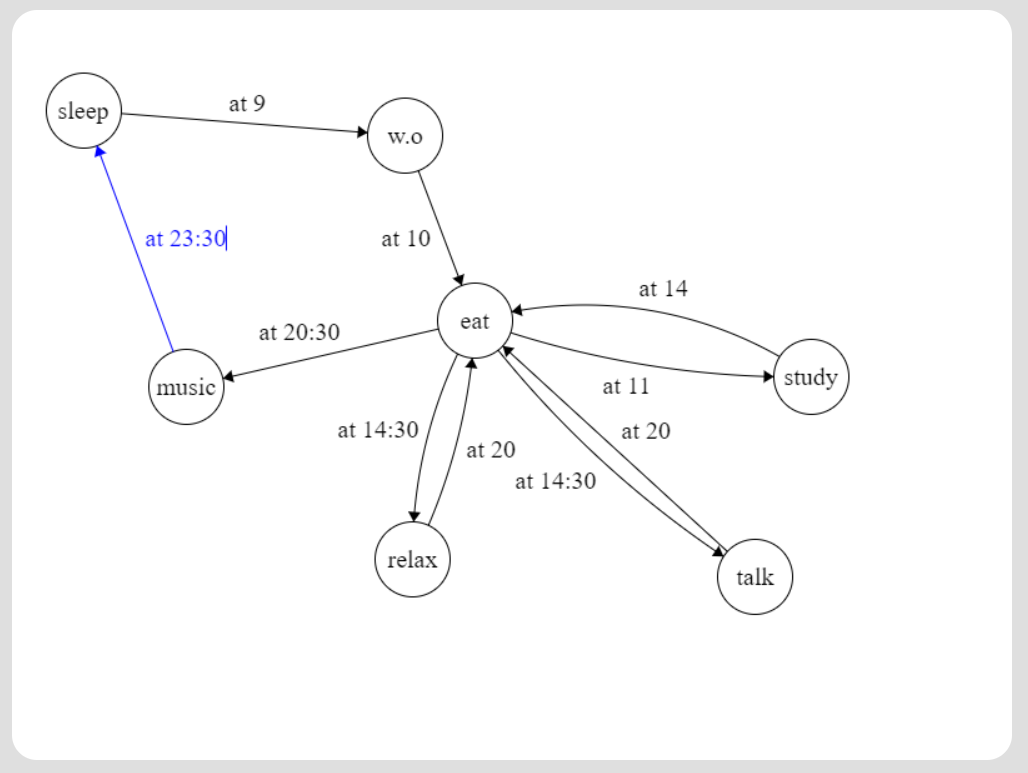 sleep
at 9
w.o
at 23:30
at 10
eat
at 14
at 20:30
music
at 11
study
at 14:30
at 20
at 20
at 14:30
relax
talk